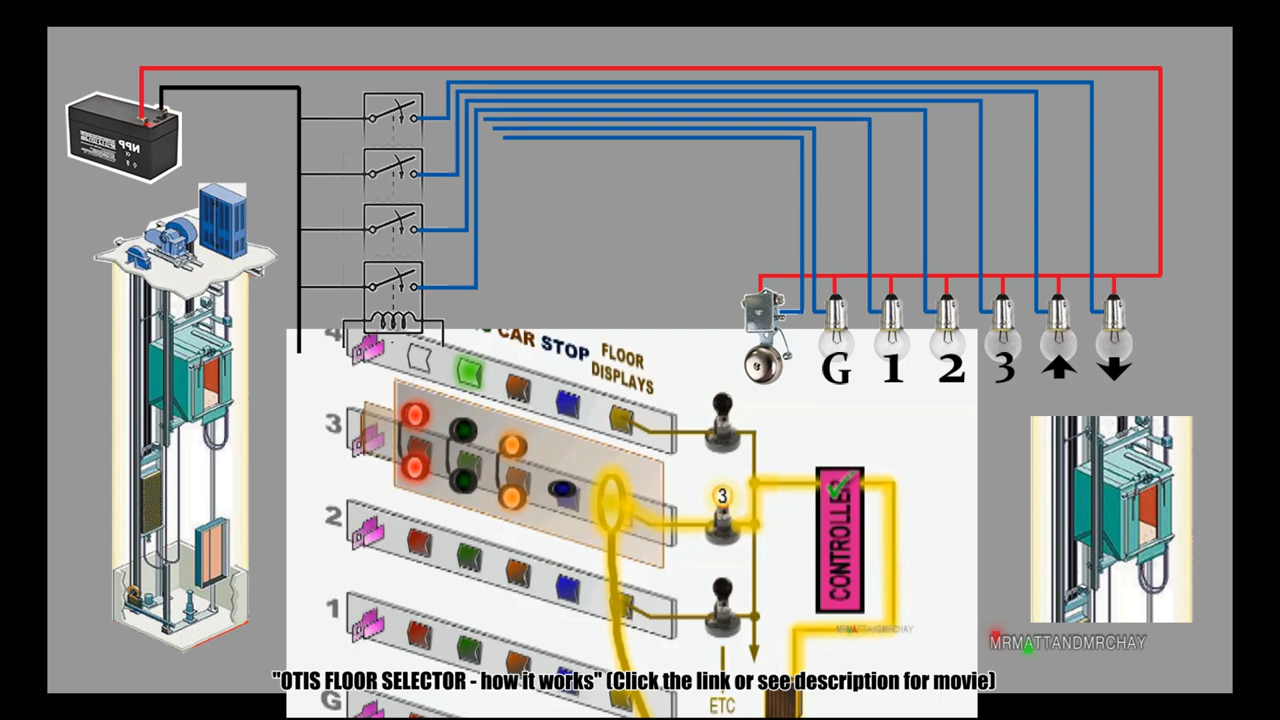 CAR STOP
FLOOR
DISPLAYS
4
3
2
1
G
3
CONTROLLER
MRMATTANDMRCHAY
ETC
G 1 2 3
MRMATTANDMRCHAY
"OTIS FLOOR SELECTOR - how it works" (Click the link or see description for movie)